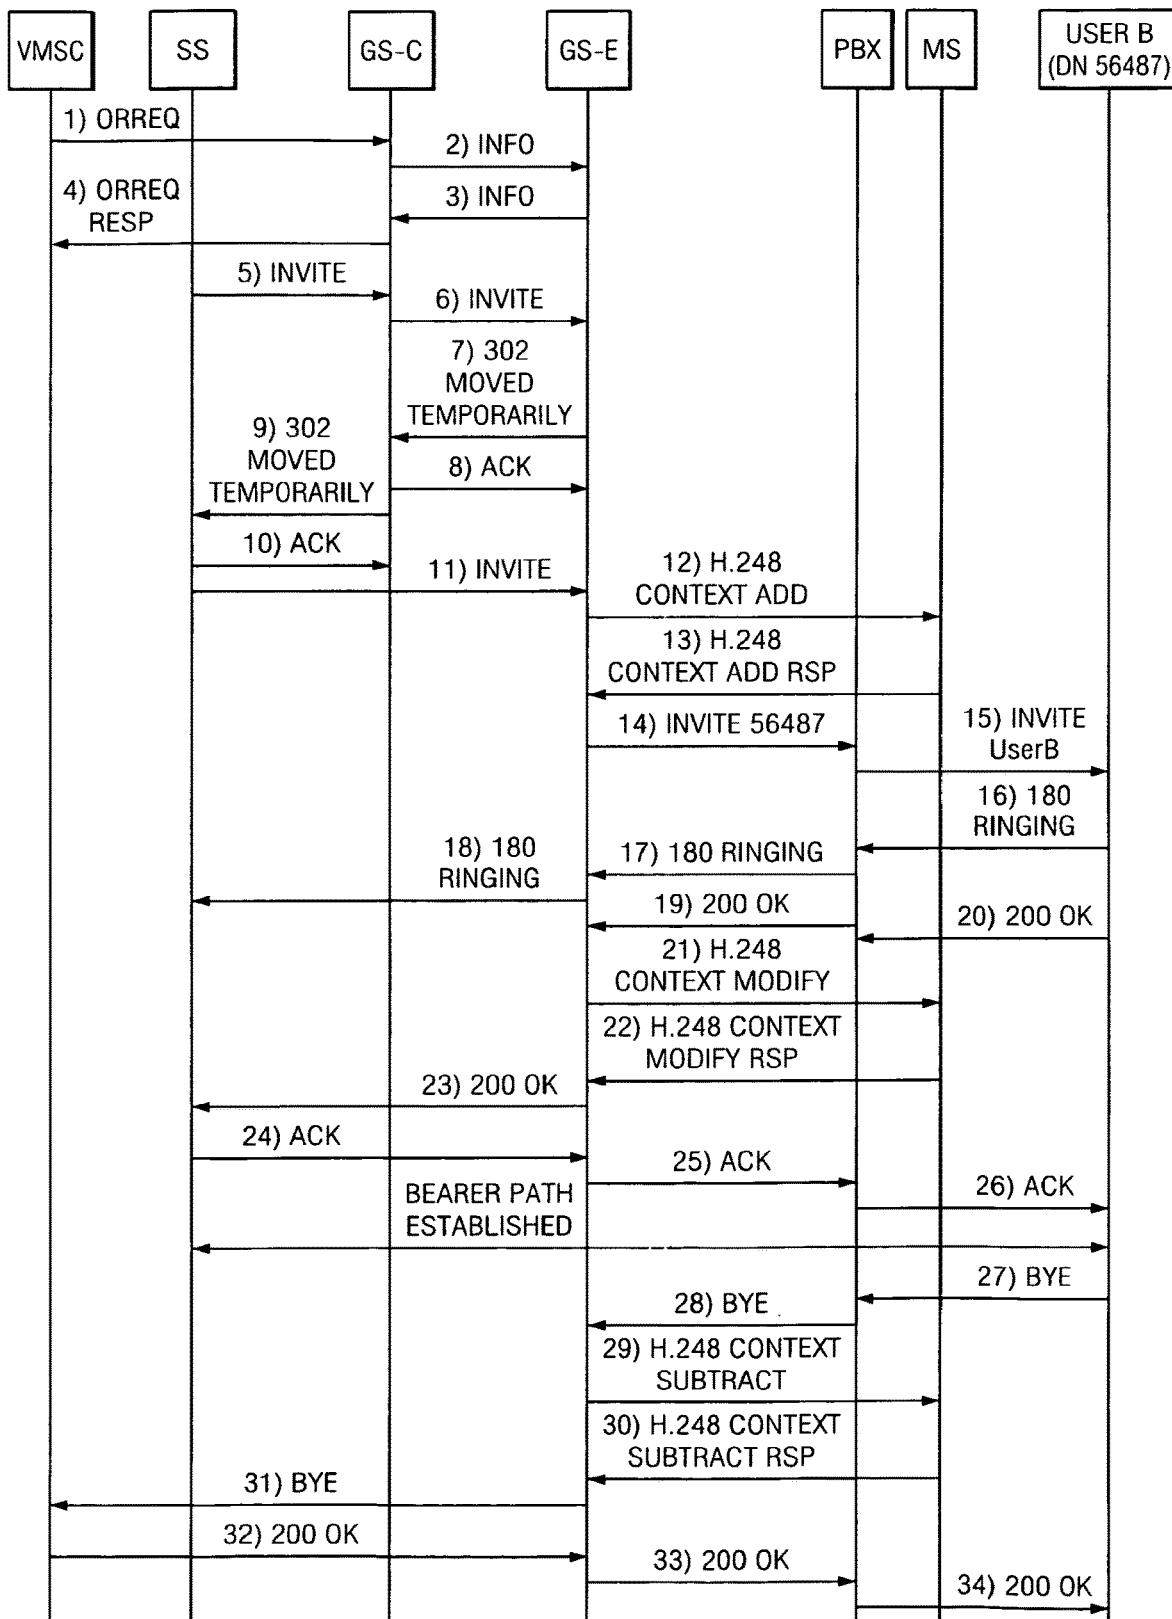 VMSC
SS
GS-C
GS-E
PBX
MS
USER B
(DN 56487)
1) ORREQ
2) INFO
3) INFO
4) ORREQ
RESP
5) INVITE
6) INVITE
7) 302
MOVED
TEMPORARILY
8) ACK
9) 302
MOVED
TEMPORARILY
10) ACK
11) INVITE
12) H.248
CONTEXT ADD
13) H.248
CONTEXT ADD RSP
14) INVITE 56487
15) INVITE
UserB
16) 180
RINGING
17) 180 RINGING
18) 180
RINGING
19) 200 OK
20) 200 OK
21) H.248
CONTEXT MODIFY
22) H.248 CONTEXT
MODIFY RSP
23) 200 OK
24) ACK
25) ACK
26) ACK
BEARER PATH
ESTABLISHED
27) BYE
28) BYE
29) H.248 CONTEXT
SUBTRACT
30) H.248 CONTEXT
SUBTRACT RSP
31) BYE
32) 200 OK
33) 200 OK
34) 200 OK